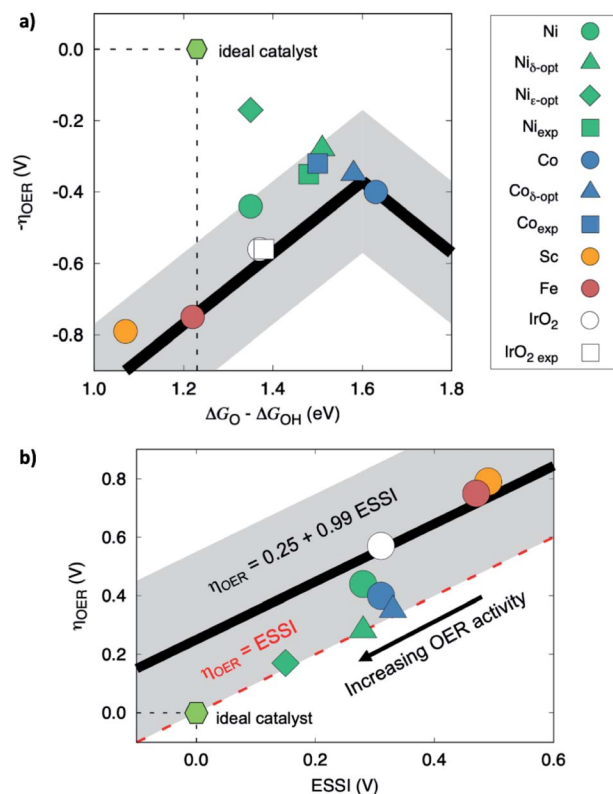 a)
0.0
-0.2
-0.4
-0.6
-0.8
-ηOER (V)
ideal catalyst
1.0
1.2
1.4
1.6
1.8
ΔGO - ΔGOH (eV)
Ni
Niδ-opt
Niε-opt
Niexp
Co
Coδ-opt
Coexp
Sc
Fe
IrO2
IrO2 exp
b)
0.8
0.6
0.4
0.2
0.0
ηOER (V)
ηOER = 0.25 + 0.99 ESSI
ηOER = ESSI
Increasing OER activity
ideal catalyst
0.0
0.2
0.4
0.6
ESSI (V)